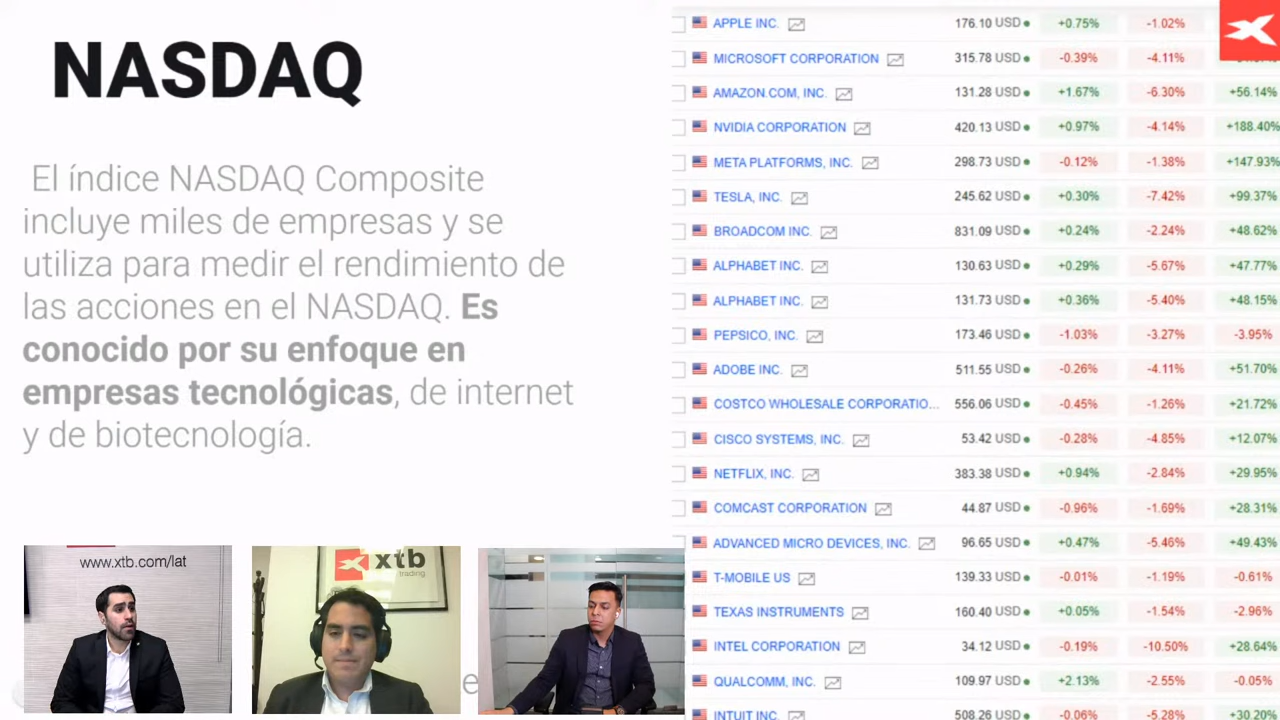 NASDAQ
El índice NASDAQ Composite
incluye miles de empresas y se
utiliza para medir el rendimiento de
las acciones en el NASDAQ. Es
conocido por su enfoque en
empresas tecnológicas, de internet
y de biotecnología.
APPLE INC. 176.10 USD +0.75% -1.02%
MICROSOFT CORPORATION 315.78 USD -0.39% -4.11%
AMAZON.COM, INC. 131.28 USD +1.67% -6.30% +56.14%
NVIDIA CORPORATION 420.13 USD +0.97% -4.14% +188.40%
META PLATFORMS, INC. 298.73 USD -0.12% -1.38% +147.93%
TESLA, INC. 245.62 USD +0.30% -7.42% +99.37%
BROADCOM INC. 831.09 USD +0.24% -2.24% +48.62%
ALPHABET INC. 130.63 USD +0.29% -5.67% +47.77%
ALPHABET INC. 131.73 USD +0.36% -5.40% +48.15%
PEPSICO, INC. 173.46 USD -1.03% -3.27% -3.95%
ADOBE INC. 511.55 USD -0.26% -4.11% +51.70%
COSTCO WHOLESALE CORPORATIO... 556.06 USD -0.45% -1.26% +21.72%
CISCO SYSTEMS, INC. 53.42 USD -0.28% -4.85% +12.07%
NETFLIX, INC. 383.38 USD +0.94% -2.84% +29.95%
COMCAST CORPORATION 44.87 USD -0.96% -1.69% +28.31%
ADVANCED MICRO DEVICES, INC. 96.65 USD +0.47% -5.46% +49.43%
T-MOBILE US 139.33 USD -0.01% -1.19% -0.61%
TEXAS INSTRUMENTS 160.40 USD +0.05% -1.54% -2.96%
INTEL CORPORATION 34.12 USD -0.19% -10.50% +28.64%
QUALCOMM, INC. 109.97 USD +2.13% -2.55% -0.05%
INTUIT INC. 508.26 USD -0.06% -5.28% +30.20%
www.xtb.com/lat
xtb
trading
e